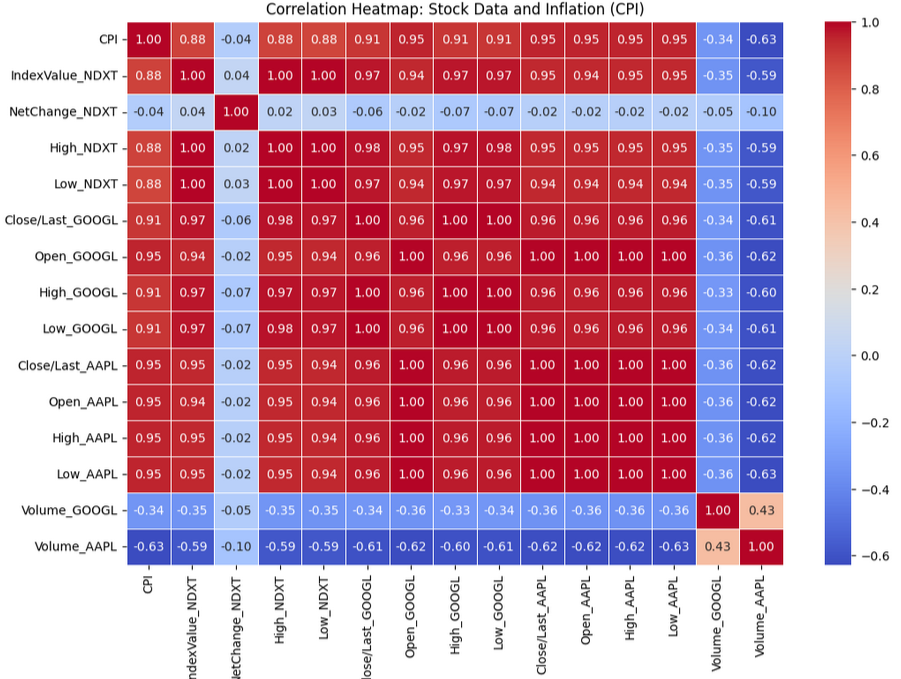 Correlation Heatmap: Stock Data and Inflation (CPI)
CPI 1.00 0.88 -0.04 0.88 0.88 0.91 0.95 0.91 0.91 0.95 0.95 0.95 0.95 -0.34 -0.63
IndexValue_NDXT 0.88 1.00 0.04 1.00 1.00 0.97 0.94 0.97 0.97 0.95 0.94 0.95 0.95 -0.35 -0.59
NetChange_NDXT -0.04 0.04 1.00 0.02 0.03 -0.06 -0.02 -0.07 -0.07 -0.02 -0.02 -0.02 -0.02 -0.05 -0.10
High_NDXT 0.88 1.00 0.02 1.00 1.00 0.98 0.95 0.97 0.98 0.95 0.95 0.95 0.95 -0.35 -0.59
Low_NDXT 0.88 1.00 0.03 1.00 1.00 0.97 0.94 0.97 0.97 0.94 0.94 0.94 0.94 -0.35 -0.59
Close/Last_GOOGL 0.91 0.97 -0.06 0.98 0.97 1.00 0.96 1.00 1.00 0.96 0.96 0.96 0.96 -0.34 -0.61
Open_GOOGL 0.95 0.94 -0.02 0.95 0.94 0.96 1.00 0.96 0.96 1.00 1.00 1.00 1.00 -0.36 -0.62
High_GOOGL 0.91 0.97 -0.07 0.97 0.97 1.00 0.96 1.00 1.00 0.96 0.96 0.96 0.96 -0.33 -0.60
Low_GOOGL 0.91 0.97 -0.07 0.98 0.97 1.00 0.96 1.00 1.00 0.96 0.96 0.96 0.96 -0.34 -0.61
Close/Last_AAPL 0.95 0.95 -0.02 0.95 0.94 0.96 1.00 0.96 0.96 1.00 1.00 1.00 1.00 -0.36 -0.62
Open_AAPL 0.95 0.94 -0.02 0.95 0.94 0.96 1.00 0.96 0.96 1.00 1.00 1.00 1.00 -0.36 -0.62
High_AAPL 0.95 0.95 -0.02 0.95 0.94 0.96 1.00 0.96 0.96 1.00 1.00 1.00 1.00 -0.36 -0.62
Low_AAPL 0.95 0.95 -0.02 0.95 0.94 0.96 1.00 0.96 0.96 1.00 1.00 1.00 1.00 -0.36 -0.63
Volume_GOOGL -0.34 -0.35 -0.05 -0.35 -0.35 -0.34 -0.36 -0.33 -0.34 -0.36 -0.36 -0.36 -0.36 1.00 0.43
Volume_AAPL -0.63 -0.59 -0.10 -0.59 -0.59 -0.61 -0.62 -0.60 -0.61 -0.62 -0.62 -0.62 -0.63 0.43 1.00
CPI
ndexValue_NDXT
letChange_NDXT
High_NDXT
Low_NDXT
lose/Last_GOOGL
Open_GOOGL
High_GOOGL
Low_GOOGL
Close/Last_AAPL
Open_AAPL
High_AAPL
Low_AAPL
Volume_GOOGL
Volume_AAPL
1.0
0.8
0.6
0.4
0.2
0.0
−0.2
−0.4
−0.6